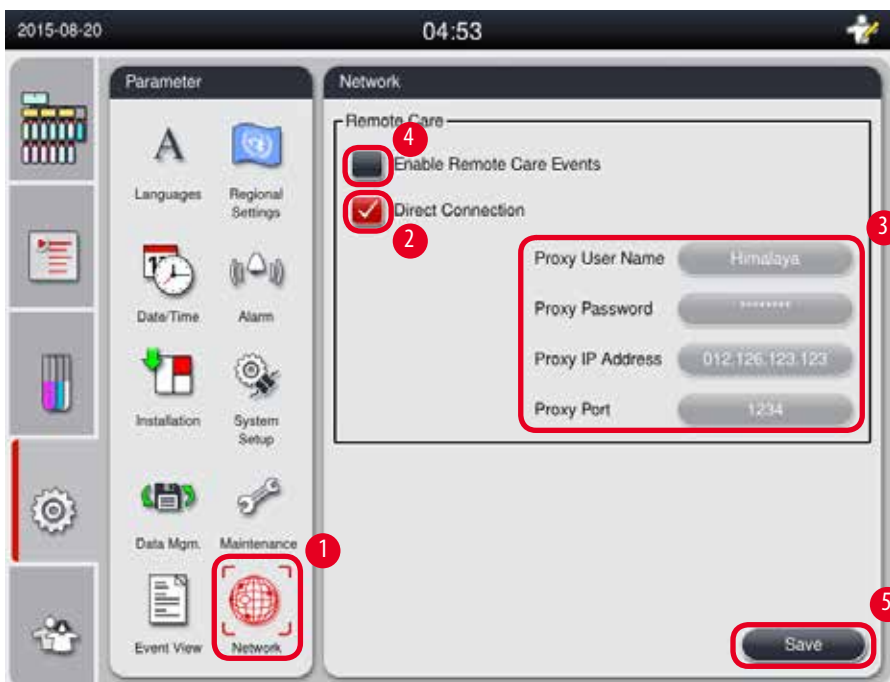 2015-08-20
04:53
Parameter
Network
Remote Care
4
Enable Remote Care Events
Languages
Regional
Settings
Direct Connection
2
3
Proxy User Name
Himalaya
Proxy Password
********
Date/Time
Alarm
Proxy IP Address
012.126.123.123
Proxy Port
1234
Installation
System
Setup
Data Mgm.
Maintenance
1
Event View
Network
5
Save